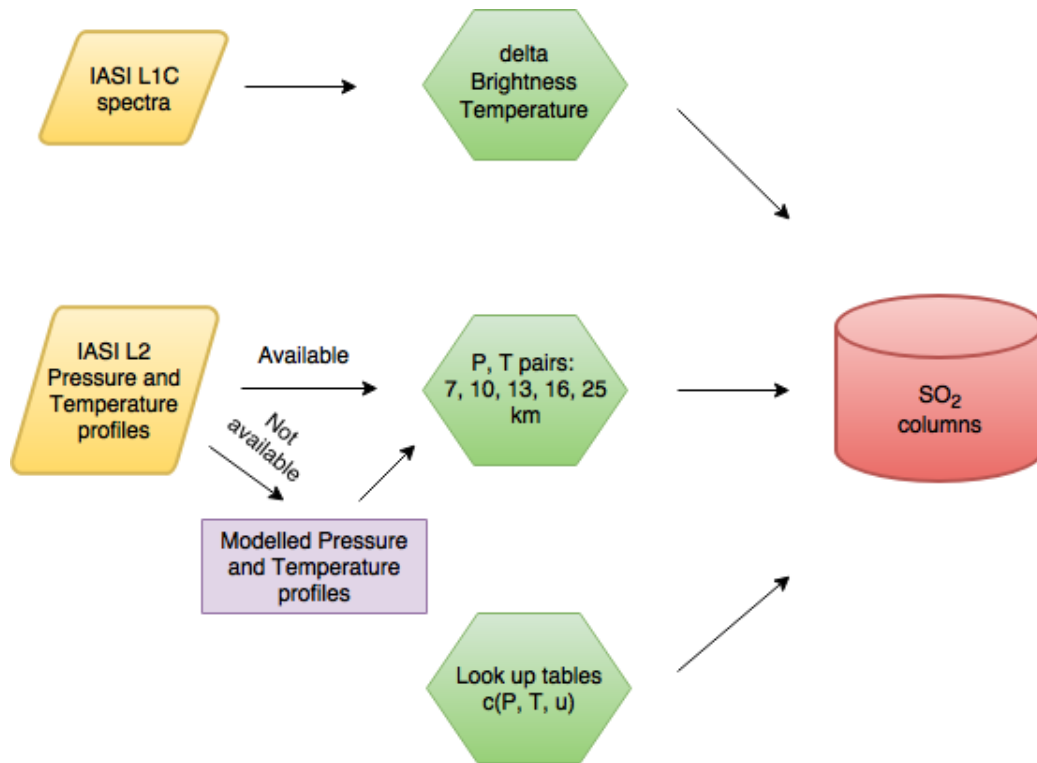 IASI L1C
spectra
delta
Brightness
Temperature
IASI L2
Pressure and
Temperature
profiles
Available
Not
available
P, T pairs:
7, 10, 13, 16, 25
km
SO₂
columns
Modelled Pressure
and Temperature
profiles
Look up tables
c(P, T, u)